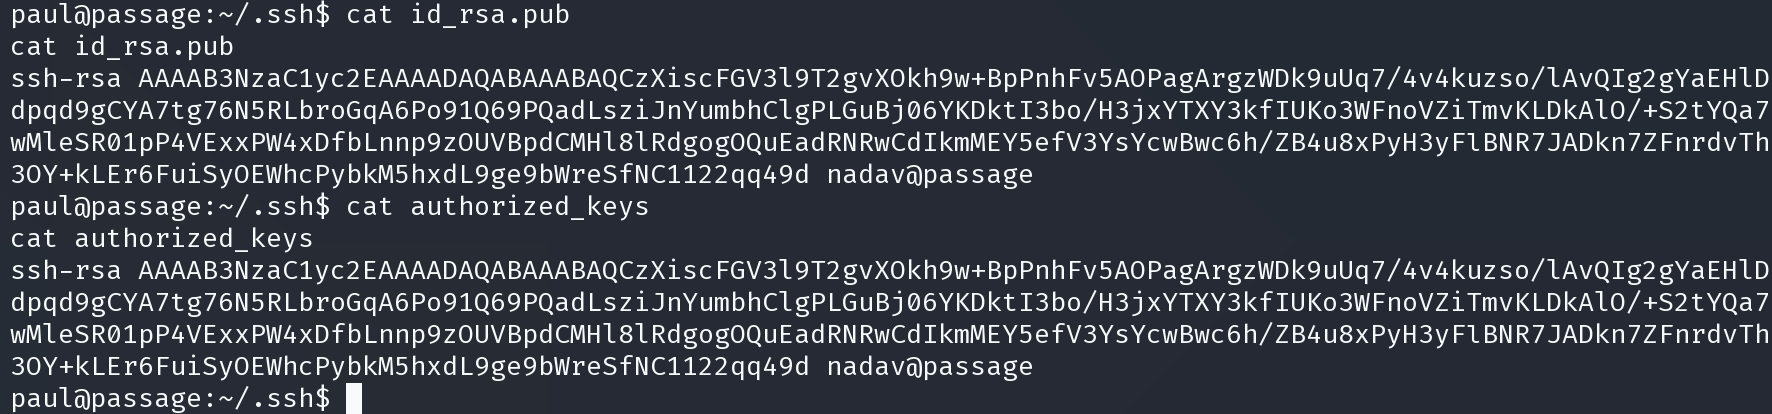 paul@passage:~/.ssh$ cat id_rsa.pub
cat id_rsa.pub
ssh-rsa AAAAB3NzaC1yc2EAAAADAQABAAABAQCzXiscFGV3l9T2gvXOkh9w+BpPnhFv5AOPagArgzWDk9uUq7/4v4kuzso/lAvQIg2gYaEHlD
dpqd9gCYA7tg76N5RLbroGqA6Po91Q69PQadLsziJnYumbhClgPLGuBj06YKDktI3bo/H3jxYTXY3kfIUKo3WFnoVZiTmvKLDkAlO/+S2tYQa7
wMleSR01pP4VExxPW4xDfbLnnp9zOUVBpdCMHl8lRdgogOQuEadRNRwCdIkmMEY5efV3YsYcwBwc6h/ZB4u8xPyH3yFlBNR7JADkn7ZFnrdvTh
3OY+kLEr6FuiSyOEWhcPybkM5hxdL9ge9bWreSfNC1122qq49d nadav@passage
paul@passage:~/.ssh$ cat authorized_keys
cat authorized_keys
ssh-rsa AAAAB3NzaC1yc2EAAAADAQABAAABAQCzXiscFGV3l9T2gvXOkh9w+BpPnhFv5AOPagArgzWDk9uUq7/4v4kuzso/lAvQIg2gYaEHlD
dpqd9gCYA7tg76N5RLbroGqA6Po91Q69PQadLsziJnYumbhClgPLGuBj06YKDktI3bo/H3jxYTXY3kfIUKo3WFnoVZiTmvKLDkAlO/+S2tYQa7
wMleSR01pP4VExxPW4xDfbLnnp9zOUVBpdCMHl8lRdgogOQuEadRNRwCdIkmMEY5efV3YsYcwBwc6h/ZB4u8xPyH3yFlBNR7JADkn7ZFnrdvTh
3OY+kLEr6FuiSyOEWhcPybkM5hxdL9ge9bWreSfNC1122qq49d nadav@passage
paul@passage:~/.ssh$